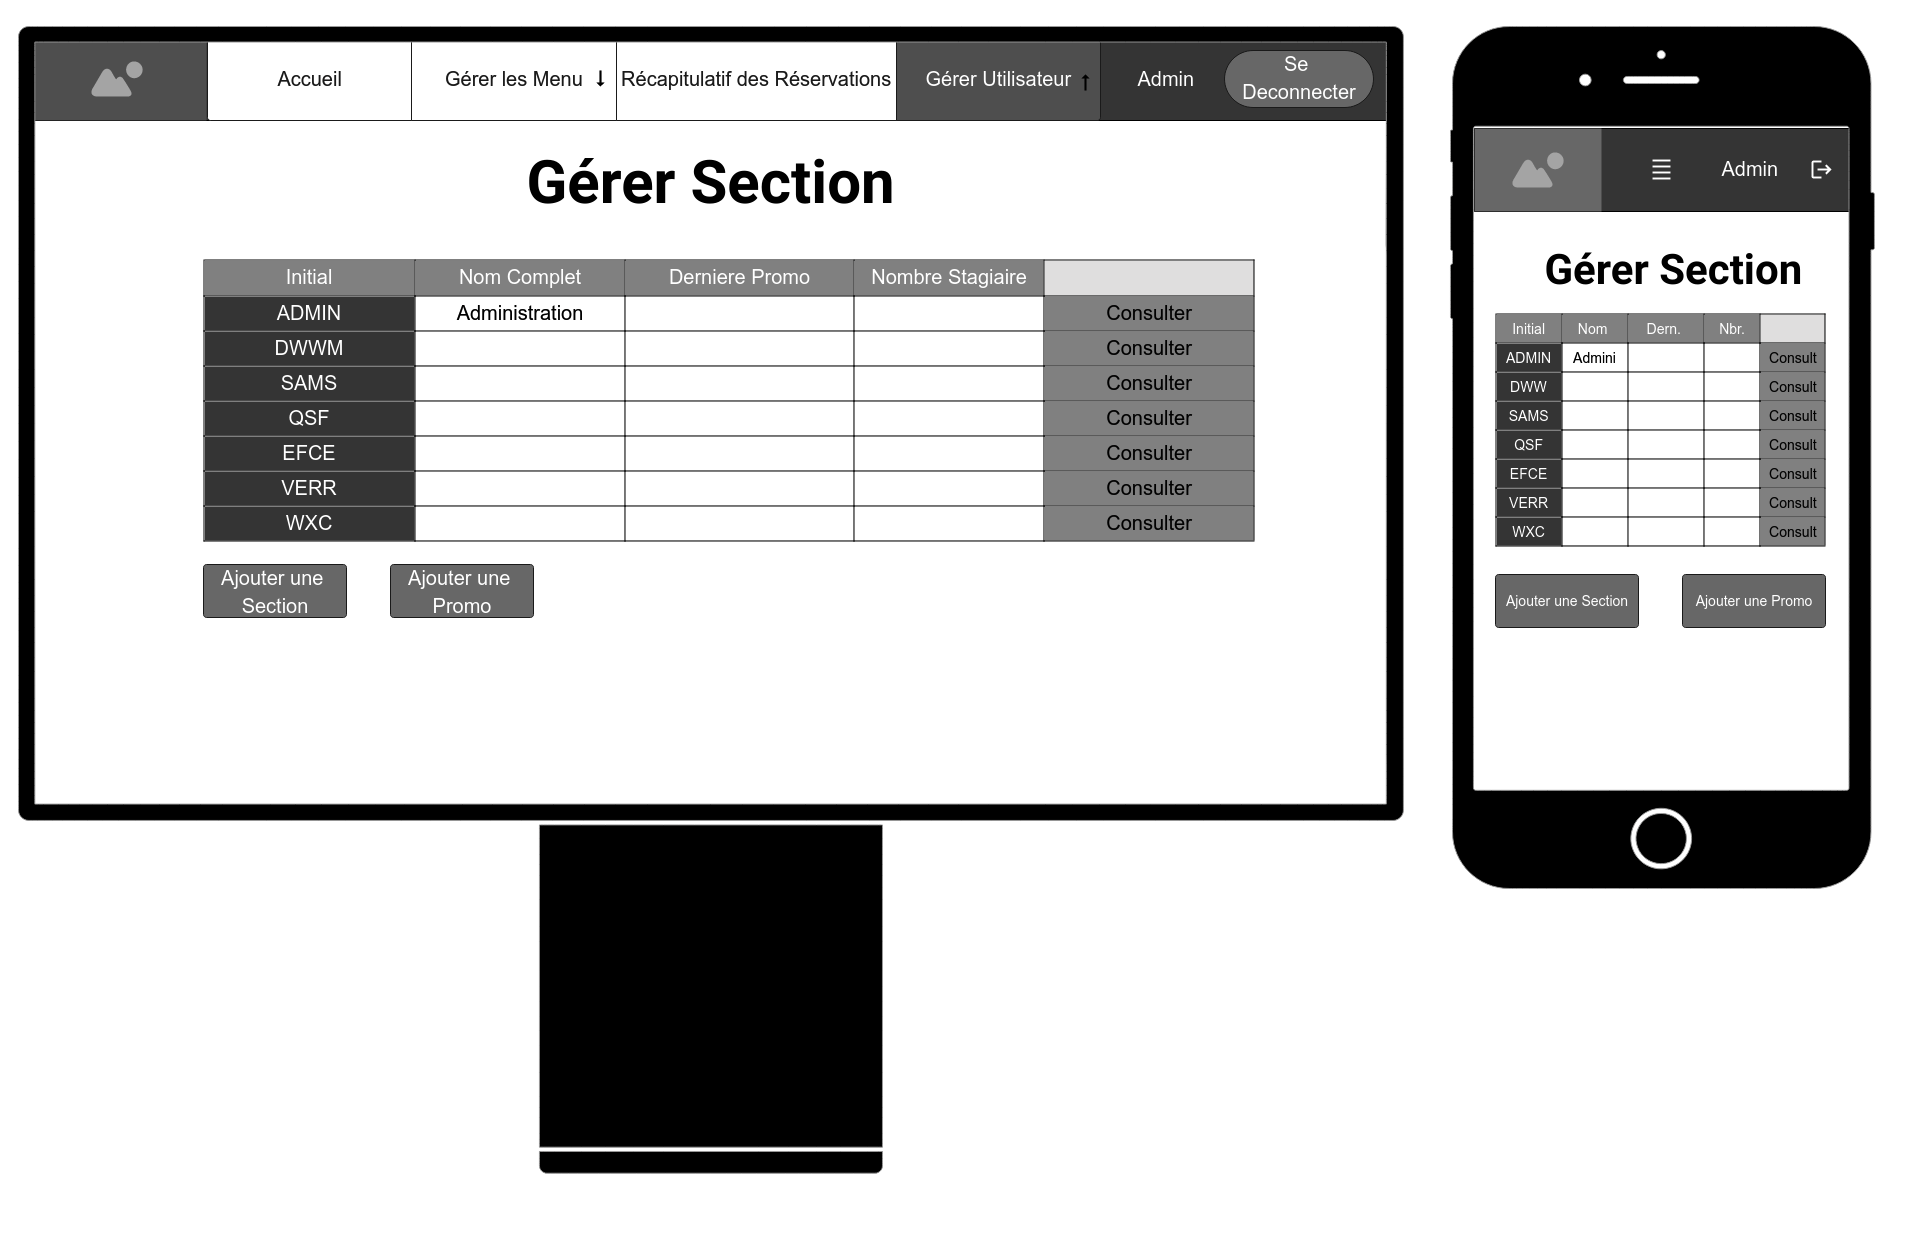 Accueil
Gérer les Menu
Récapitulatif des Réservations
Gérer Utilisateur
Admin
Se
Deconnecter
Gérer Section
Initial Nom Complet Derniere Promo Nombre Stagiaire
ADMIN Administration Consulter
DWWM Consulter
SAMS Consulter
QSF Consulter
EFCE Consulter
VERR Consulter
WXC Consulter
Ajouter une
Section
Ajouter une
Promo
Admin
Gérer Section
Initial Nom Dern. Nbr.
ADMIN Admini Consult
DWW Consult
SAMS Consult
QSF Consult
EFCE Consult
VERR Consult
WXC Consult
Ajouter une Section
Ajouter une Promo